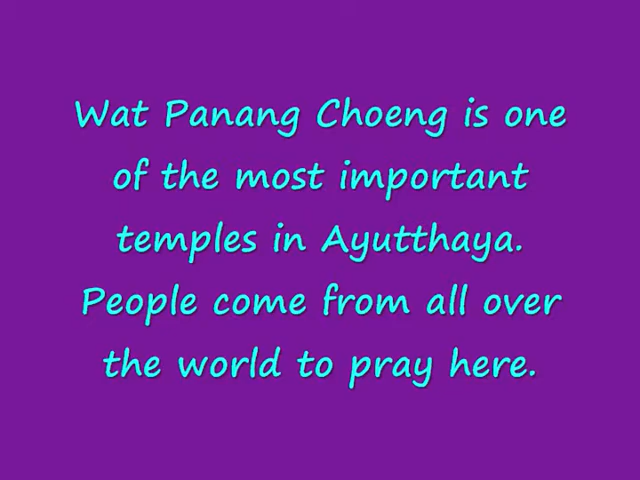 Wat Panang Choeng is one
of the most important
temples in Ayutthaya.
People come from all over
the world to pray here.